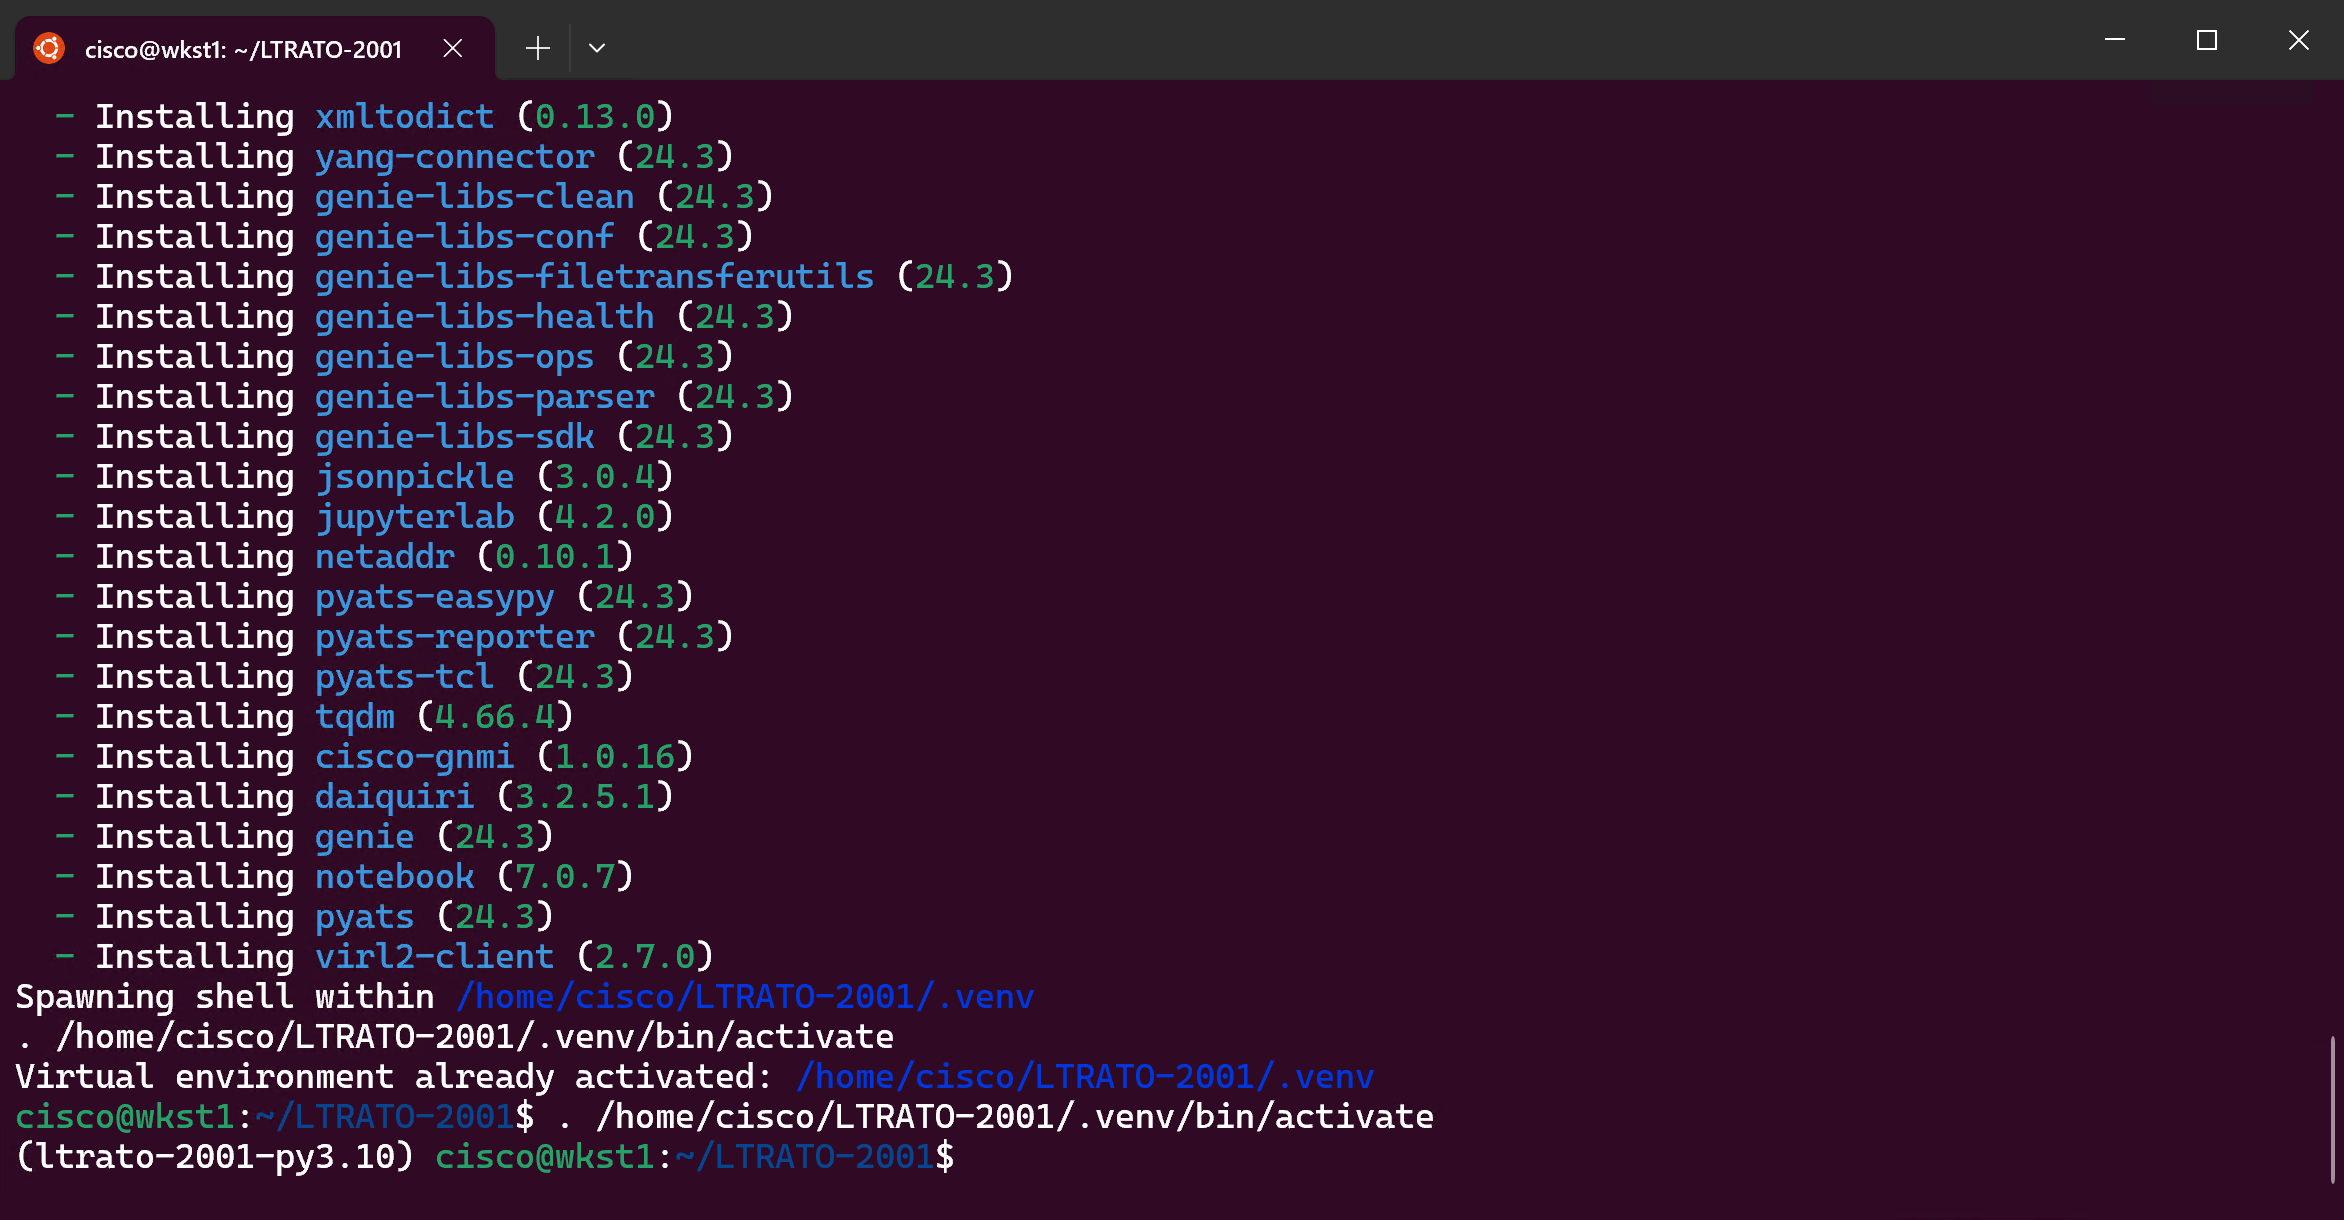 cisco@wkst1: ~/LTRATO-2001
- Installing xmltodict (0.13.0)
- Installing yang-connector (24.3)
- Installing genie-libs-clean (24.3)
- Installing genie-libs-conf (24.3)
- Installing genie-libs-filetransferutils (24.3)
- Installing genie-libs-health (24.3)
- Installing genie-libs-ops (24.3)
- Installing genie-libs-parser (24.3)
- Installing genie-libs-sdk (24.3)
- Installing jsonpickle (3.0.4)
- Installing jupyterlab (4.2.0)
- Installing netaddr (0.10.1)
- Installing pyats-easypy (24.3)
- Installing pyats-reporter (24.3)
- Installing pyats-tcl (24.3)
- Installing tqdm (4.66.4)
- Installing cisco-gnmi (1.0.16)
- Installing daiquiri (3.2.5.1)
- Installing genie (24.3)
- Installing notebook (7.0.7)
- Installing pyats (24.3)
- Installing virl2-client (2.7.0)
Spawning shell within /home/cisco/LTRATO-2001/.venv
. /home/cisco/LTRATO-2001/.venv/bin/activate
Virtual environment already activated: /home/cisco/LTRATO-2001/.venv
cisco@wkst1:~/LTRATO-2001$ . /home/cisco/LTRATO-2001/.venv/bin/activate
(ltrato-2001-py3.10) cisco@wkst1:~/LTRATO-2001$